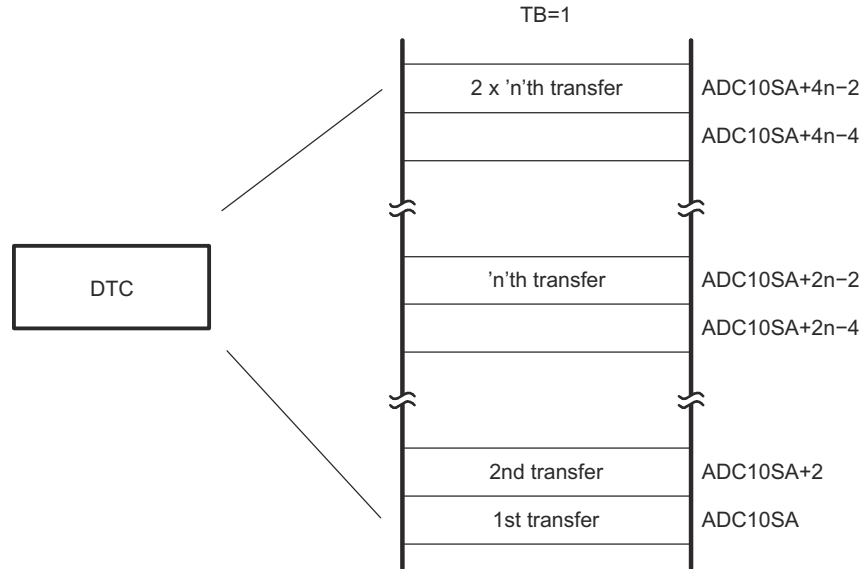 TB=1
2 x ’n’th transfer ADC10SA+4n−2
ADC10SA+4n−4
DTC
’n’th transfer ADC10SA+2n−2
ADC10SA+2n−4
2nd transfer ADC10SA+2
1st transfer ADC10SA